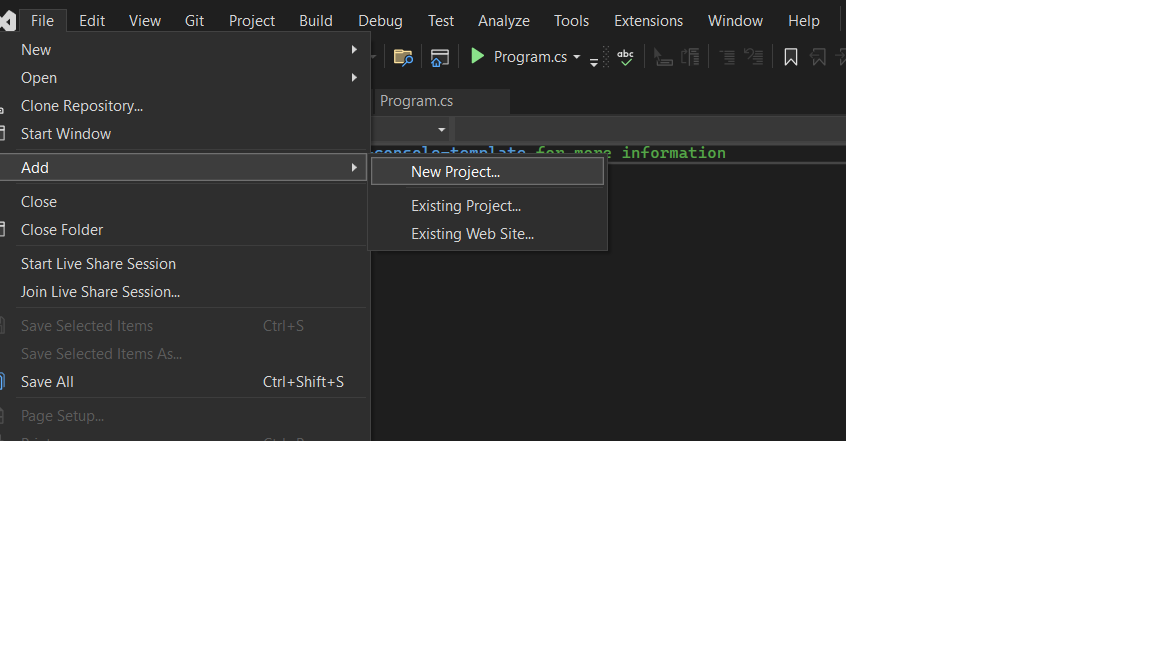 File Edit View Git Project Build Debug Test Analyze Tools Extensions Window Help
New
Open
Clone Repository...
Start Window
Add
Close
Close Folder
Start Live Share Session
Join Live Share Session...
Save Selected Items Ctrl+S
Save Selected Items As...
Save All Ctrl+Shift+S
Page Setup...
Program.cs
abc
Program.cs
console-template for more information
New Project...
Existing Project...
Existing Web Site...